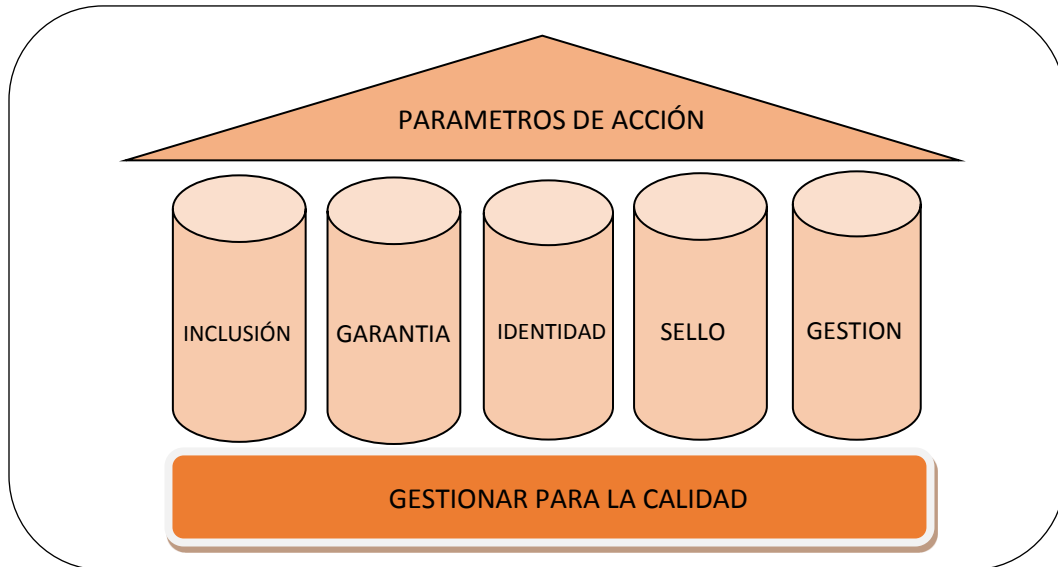 PARAMETROS DE ACCIÓN
INCLUSIÓN
GARANTIA
IDENTIDAD
SELLO
GESTION
GESTIONAR PARA LA CALIDAD